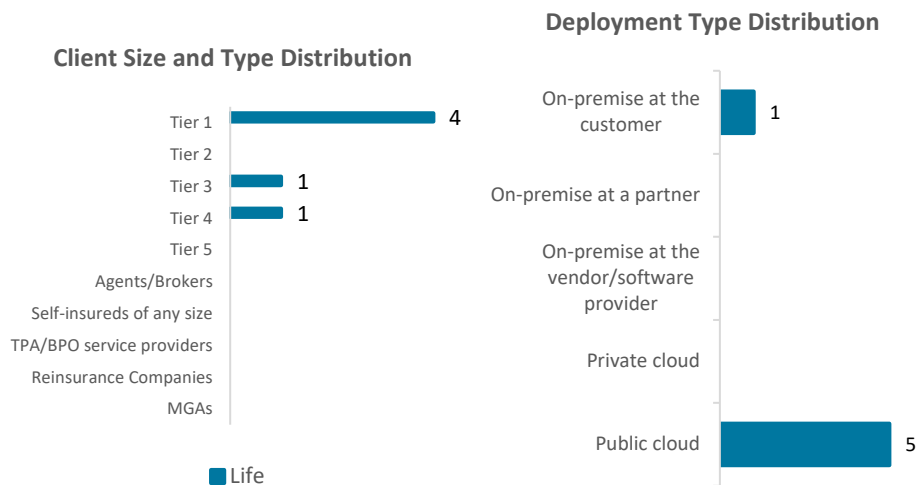 Client Size and Type Distribution
Tier 1
4
Tier 2
Tier 3
1
Tier 4
1
Tier 5
Agents/Brokers
Self-insureds of any size
TPA/BPO service providers
Reinsurance Companies
MGAs
Life
Deployment Type Distribution
On-premise at the
customer
1
On-premise at a partner
On-premise at the
vendor/software
provider
Private cloud
Public cloud
5